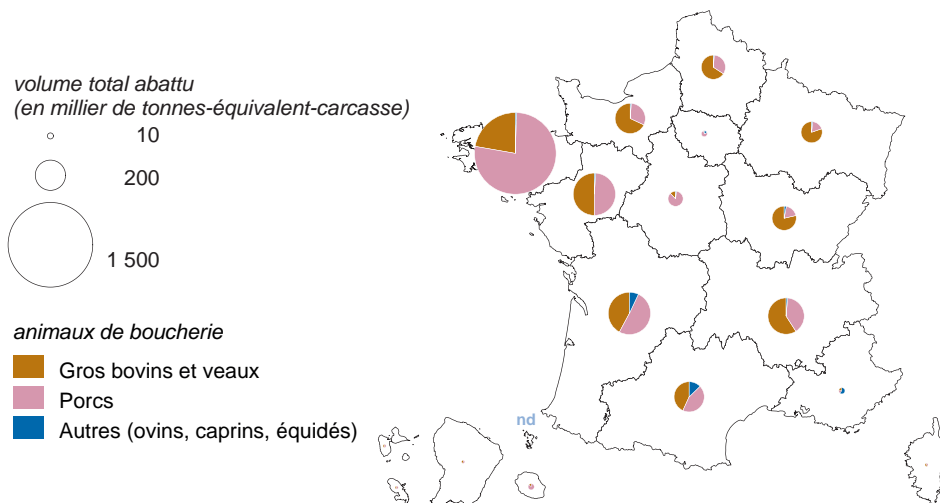 volume total abattu
(en millier de tonnes-équivalent-carcasse)
10
200
1 500
animaux de boucherie
Gros bovins et veaux
Porcs
Autres (ovins, caprins, équidés)
nd